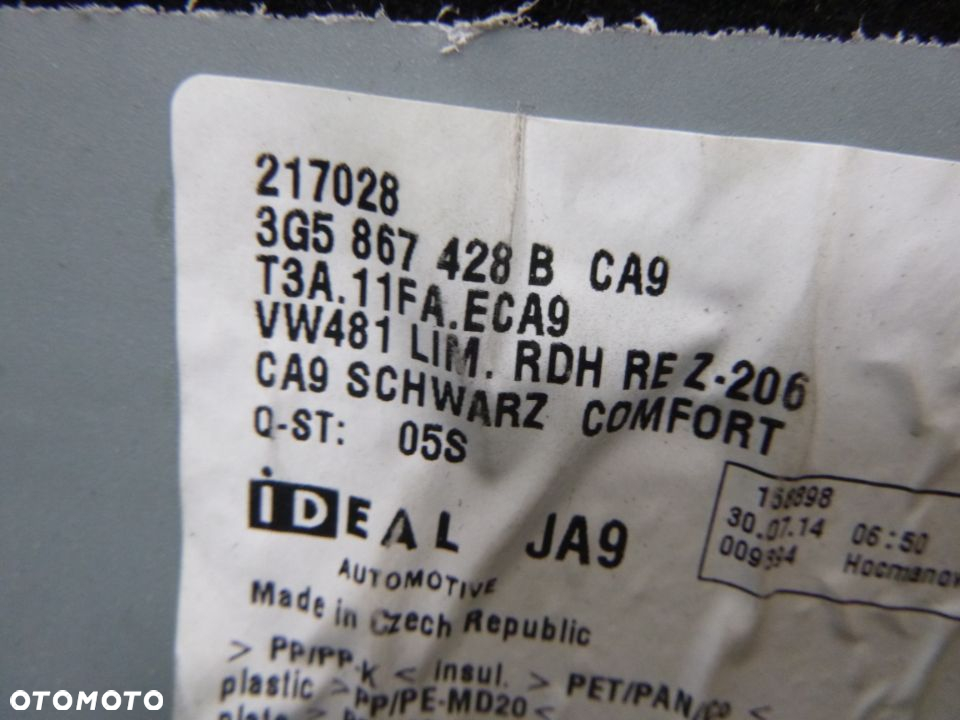 217028
3G5 867 428 B CA9
T3A.11FA.ECA9
VW481 LIM. RDH RE Z-206
CA9 SCHWARZ COMFORT
Q-ST: 05S
iDEAL JA9
AUTOMOTIVE
30.07.14 06:50
Made in Czech Republic
> PP/PP-K < insul. > PET/PAN/co <
plastic > PP/PE-MD20<
OTOMOTO